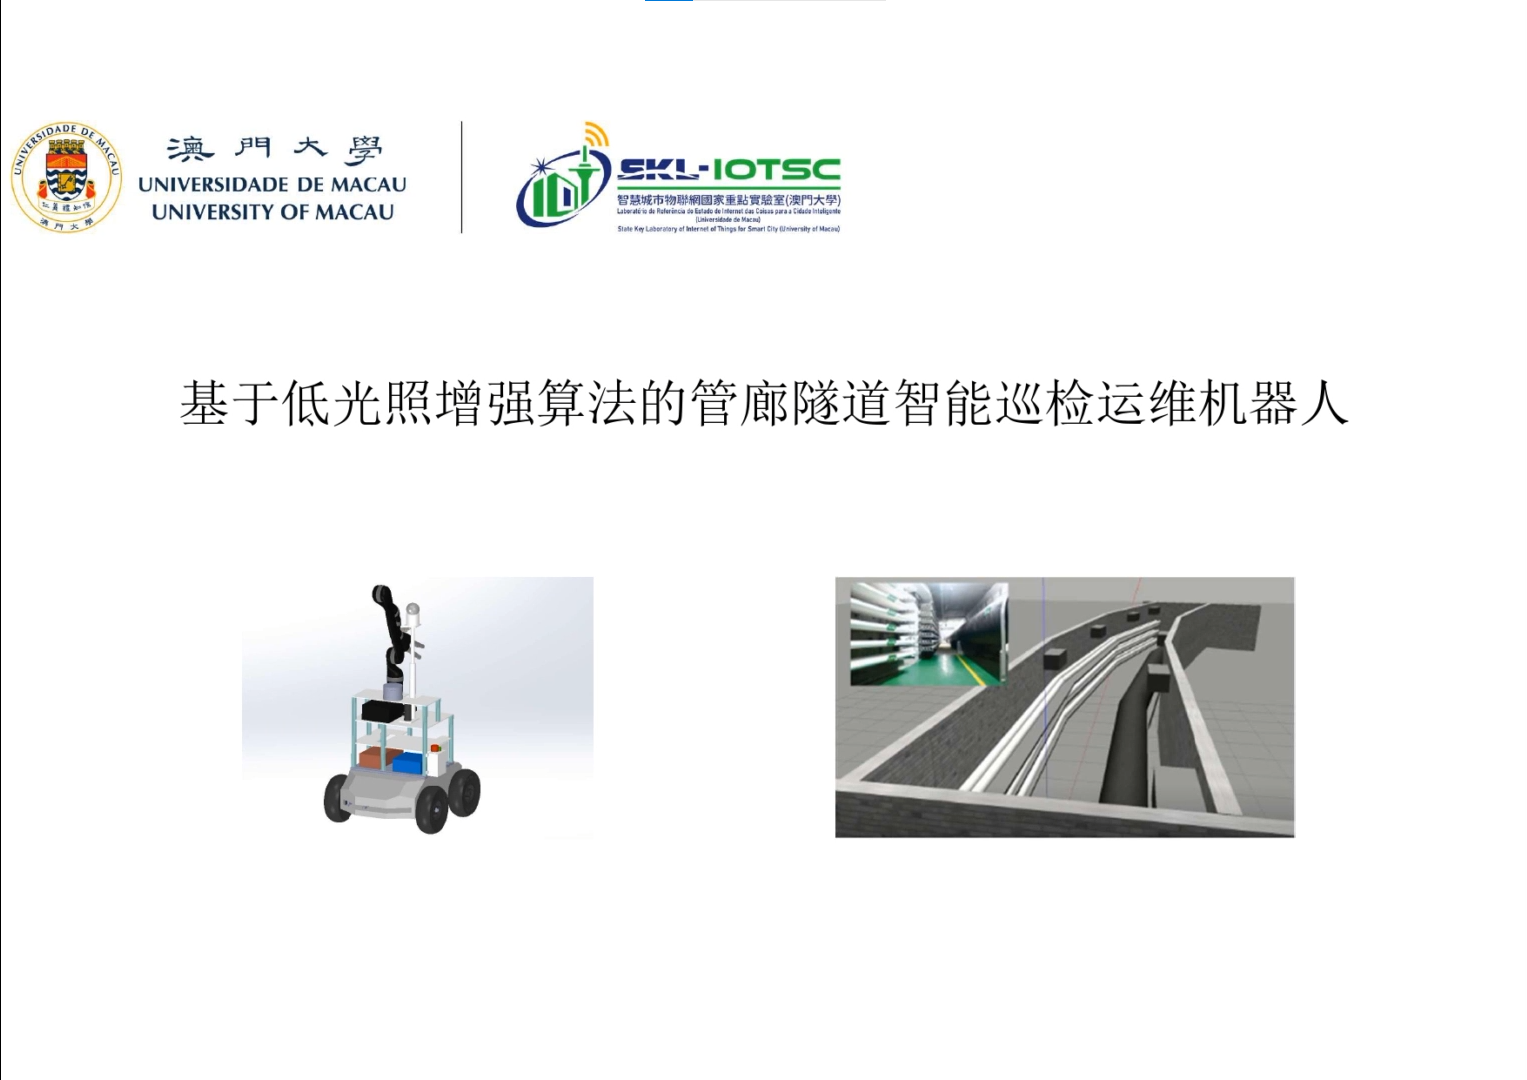 UNIVERSIDADE DE MACAU
仁義禮知信
澳門大學
澳門大學
UNIVERSIDADE DE MACAU
UNIVERSITY OF MACAU
SKL-IOTSC
智慧城市物聯網國家重點實驗室(澳門大學)
Laboratório de Referência do Estado de Internet das Coisas para a Cidade Inteligente
(Universidade de Macau)
State Key Laboratory of Internet of Things for Smart City (University of Macau)
基于低光照增强算法的管廊隧道智能巡检运维机器人